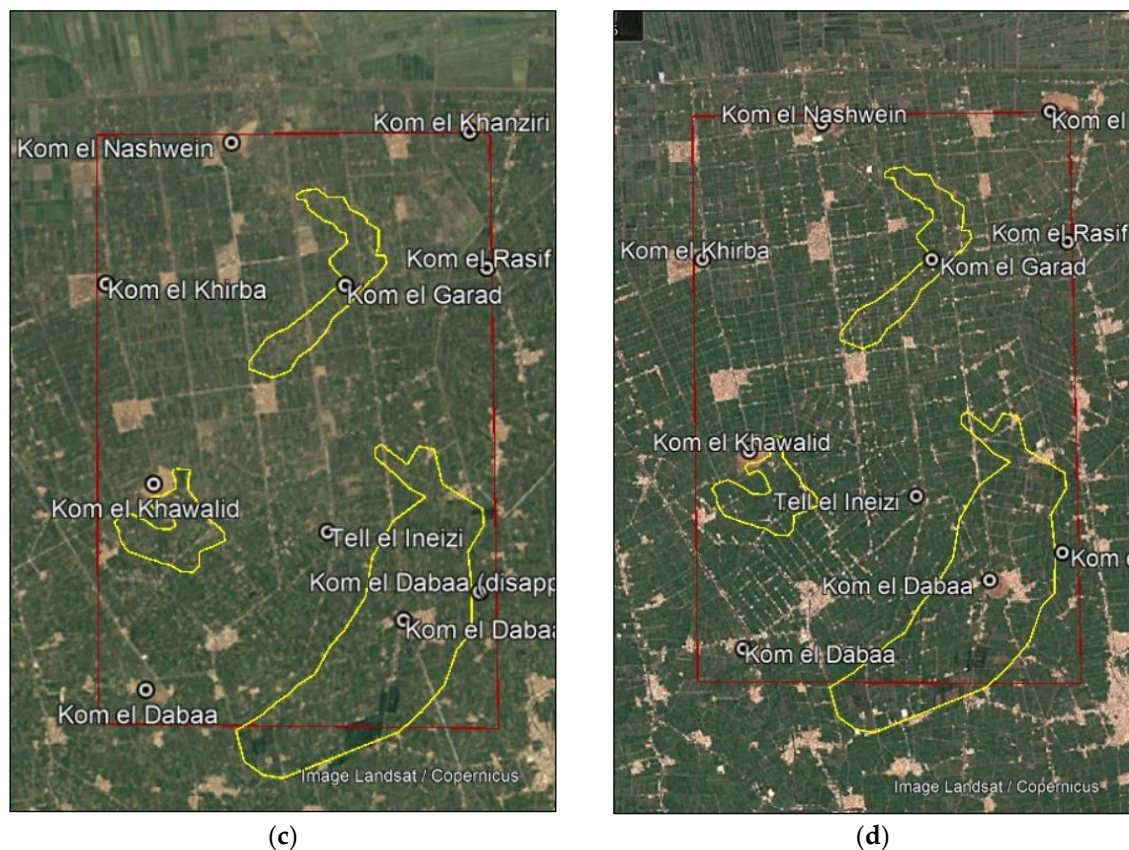 Kom el Khanziri
Kom el Nashwein
Kom el Rasif
Kom el Khirba
Kom el Garad
Kom el Khawalid
Tell el Ineizi
Kom el Dabaa (disapp
Kom el Dabaa
Kom el Dabaa
Image Landsat / Copernicus
(c)
Kom el Nashwein
Kom el
Kom el Rasif
Kom el Khirba
Kom el Garad
Kom el Khawalid
Tell el Ineizi
Kom e
Kom el Dabaa
Kom el Dabaa
Image Landsat / Copernicus
(d)